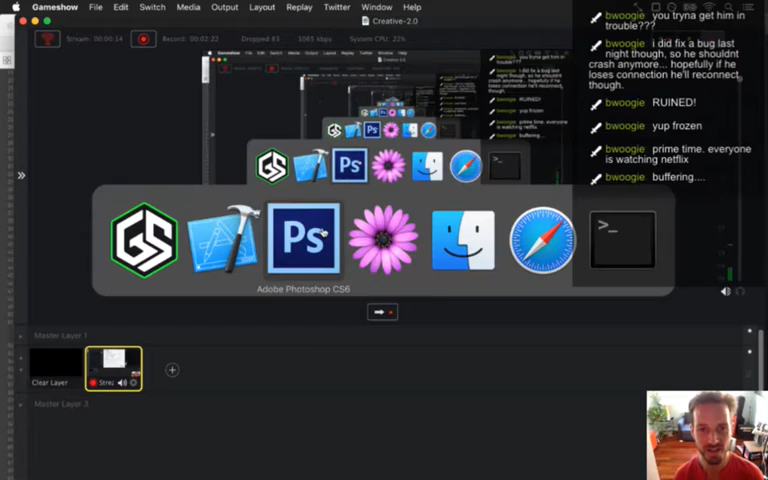 Gameshow File Edit Switch Media Output Layout Replay Twitter Window Help
Creative-2.0
Stream: 00:00:14 Record: 00:02:22 Dropped 83 1065 kbps System CPU: 22%
bwoogie you tryna get him in
trouble???
bwoogie i did fix a bug last
night though, so he shouldnt
crash anymore... hopefully if he
loses connection he'll reconnect
though.
bwoogie RUINED!
bwoogie yup frozen
bwoogie prime time. everyone
is watching netflix
bwoogie buffering....
GS
Ps
>_
GS
Ps
>_
Adobe Photoshop CS6
Master Layer 1
Clear Layer
Master Layer 3